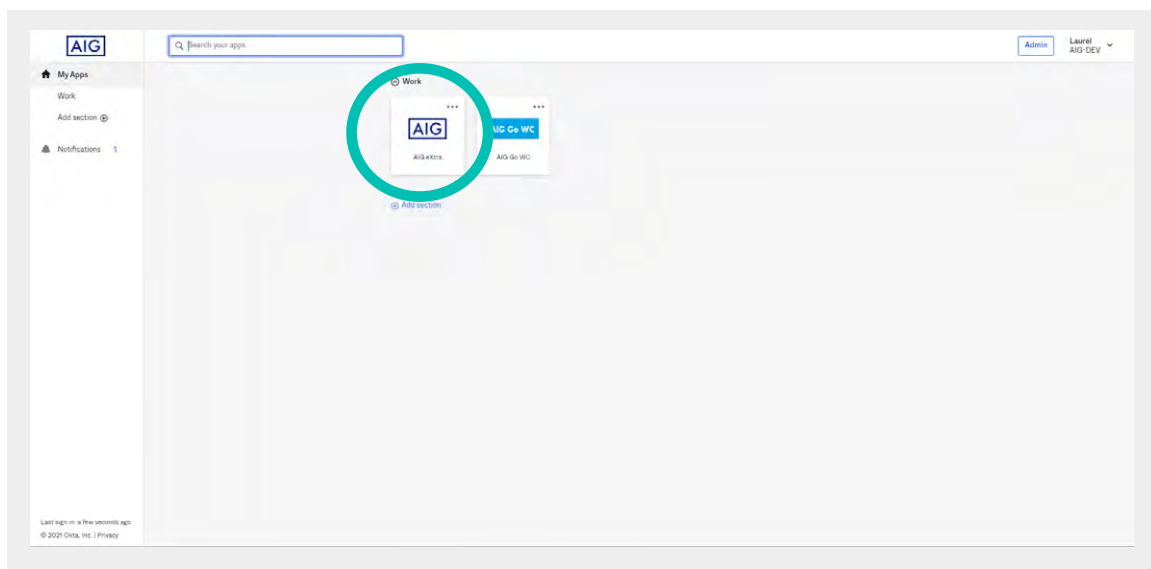 AIG
Search your apps
Admin
Laurel
AIG-DEV
My Apps
Work
Add section
Notifications 1
Work
AIG
AIG eXtra
AIG Go WC
AIG Go WC
Add section
Last sign in: a few seconds ago
© 2021 Okta, Inc. | Privacy